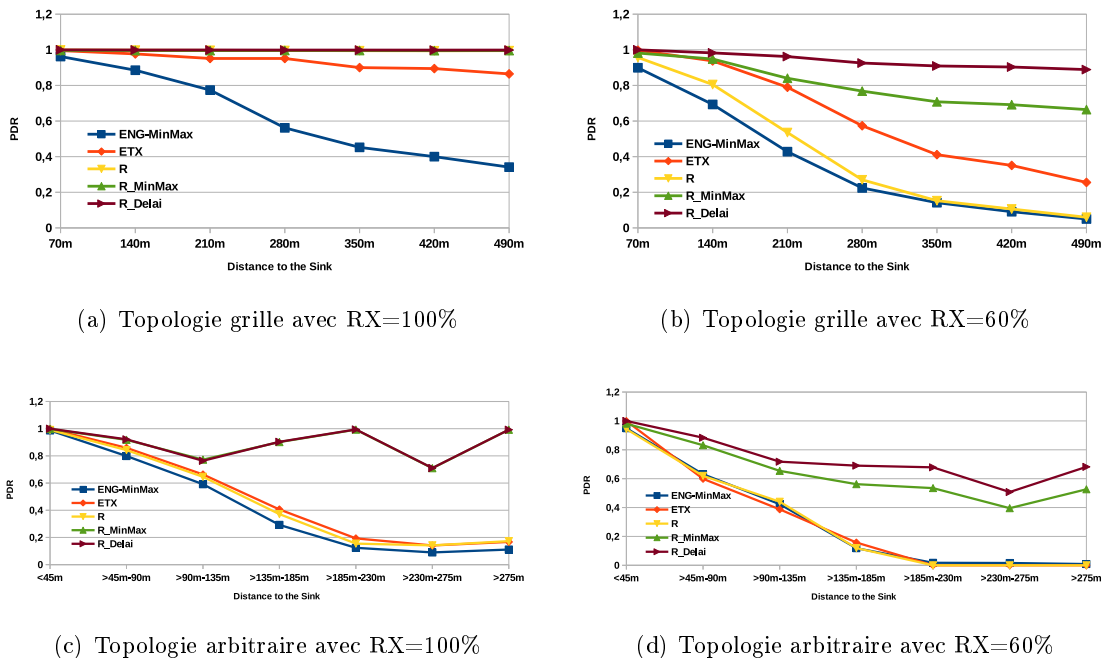 1,2
1
0,8
0,6
0,4
0,2
0
PDR
ENG-MinMax
ETX
R
R_MinMax
R_Delai
70m 140m 210m 280m 350m 420m 490m
Distance to the Sink
(a) Topologie grille avec RX=100%
1,2
1
0,8
0,6
0,4
0,2
0
PDR
ENG-MinMax
ETX
R
R_MinMax
R_Delai
70m 140m 210m 280m 350m 420m 490m
Distance to the Sink
(b) Topologie grille avec RX=60%
1,2
1
0,8
0,6
0,4
0,2
0
PDR
ENG-MinMax
ETX
R
R_MinMax
R_Delai
<45m >45m-90m >90m-135m >135m-185m >185m-230m >230m-275m >275m
Distance to the Sink
(c) Topologie arbitraire avec RX=100%
1,2
1
0,8
0,6
0,4
0,2
0
PDR
ENG-MinMax
ETX
R
R_MinMax
R_Delai
<45m >45m-90m >90m-135m >135m-185m >185m-230m >230m-275m >275m
Distance to the Sink
(d) Topologie arbitraire avec RX=60%